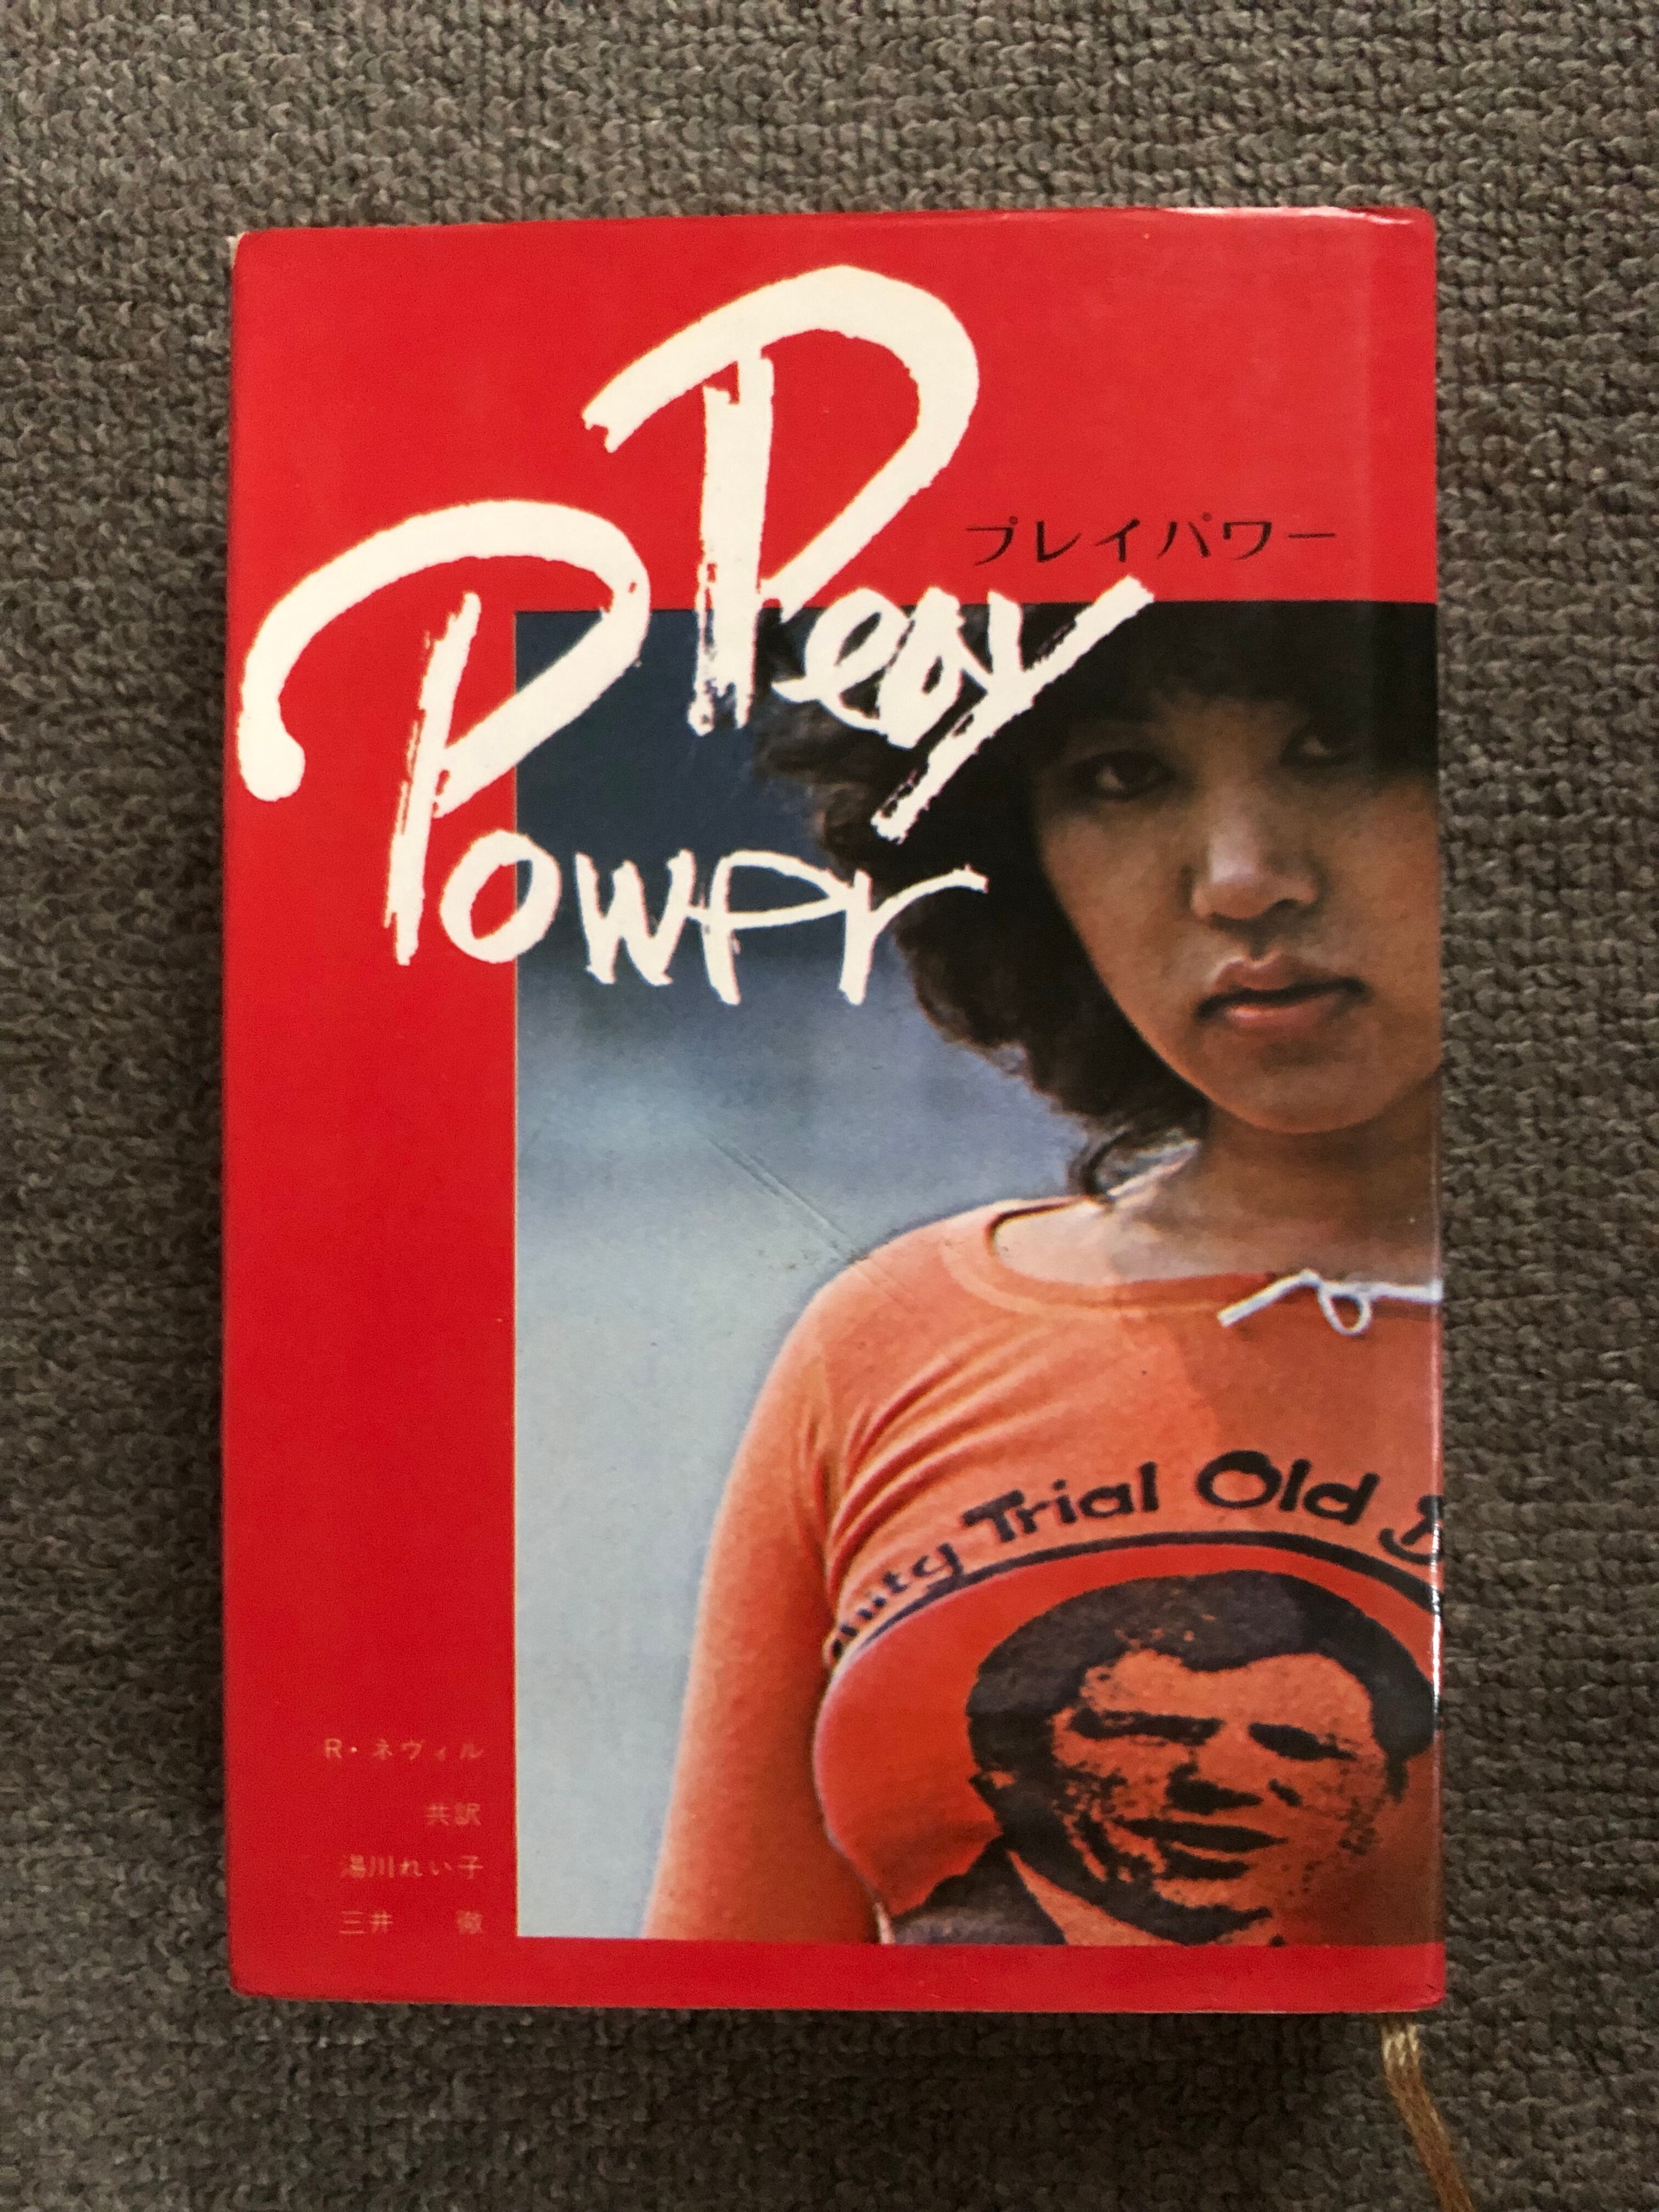 Play
プレイパワー
Power
nity Trial Old B
R・ネヴィル
共訳
湯川れい子
三井 徹